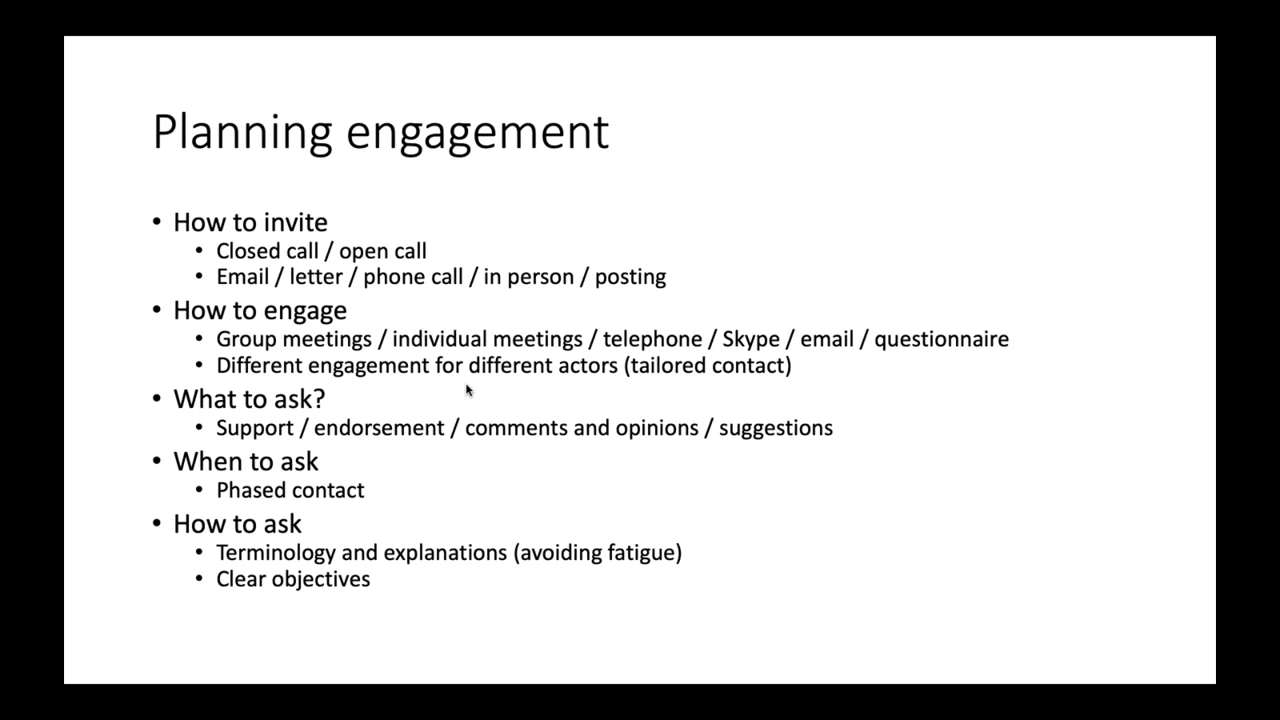 Planning engagement
• How to invite
• Closed call / open call
• Email / letter / phone call / in person / posting
• How to engage
• Group meetings / individual meetings / telephone / Skype / email / questionnaire
• Different engagement for different actors (tailored contact)
• What to ask?
• Support / endorsement / comments and opinions / suggestions
• When to ask
• Phased contact
• How to ask
• Terminology and explanations (avoiding fatigue)
• Clear objectives